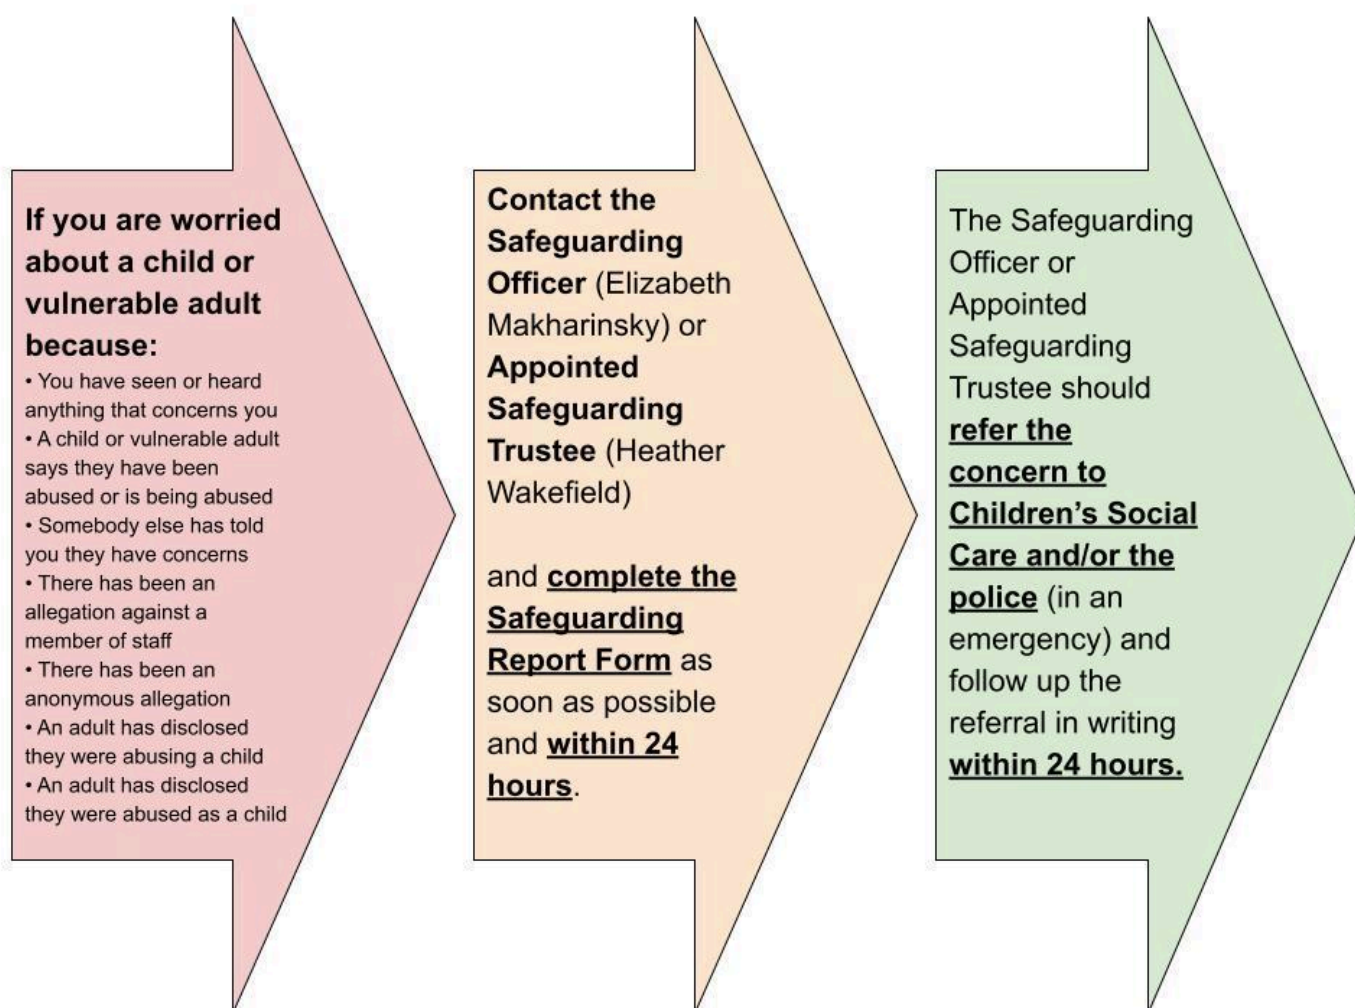 If you are worried
about a child or
vulnerable adult
because:
• You have seen or heard
anything that concerns you
• A child or vulnerable adult
says they have been
abused or is being abused
• Somebody else has told
you they have concerns
• There has been an
allegation against a
member of staff
• There has been an
anonymous allegation
• An adult has disclosed
they were abusing a child
• An adult has disclosed
they were abused as a child
Contact the
Safeguarding
Officer (Elizabeth
Makharinsky) or
Appointed
Safeguarding
Trustee (Heather
Wakefield)
and complete the
Safeguarding
Report Form as
soon as possible
and within 24
hours.
The Safeguarding
Officer or
Appointed
Safeguarding
Trustee should
refer the
concern to
Children’s Social
Care and/or the
police (in an
emergency) and
follow up the
referral in writing
within 24 hours.